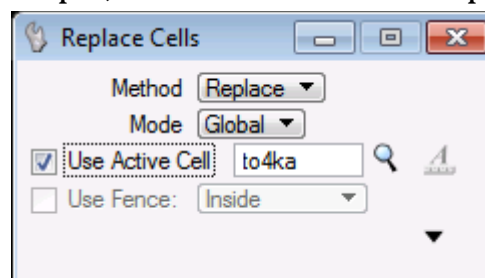 Replace Cells
Method Replace
Mode Global
Use Active Cell to4ka
Use Fence: Inside